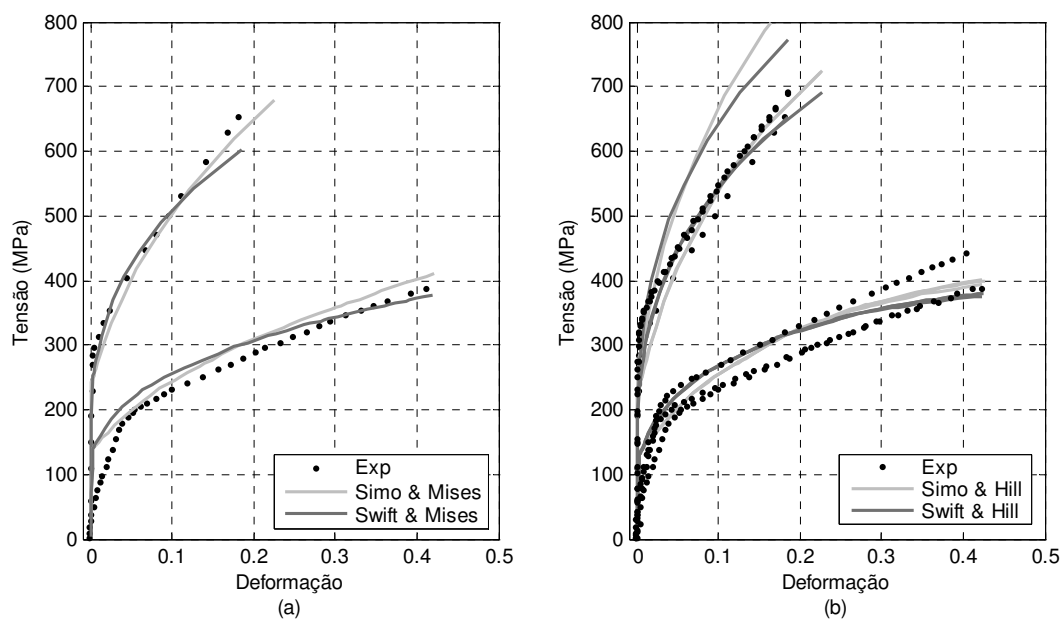 800
700
600
500
400
300
200
100
0
Tensão (MPa)
0
0.1
0.2
0.3
0.4
0.5
Deformação
(a)
Exp
Simo & Mises
Swift & Mises
800
700
600
500
400
300
200
100
0
Tensão (MPa)
0
0.1
0.2
0.3
0.4
0.5
Deformação
(b)
Exp
Simo & Hill
Swift & Hill